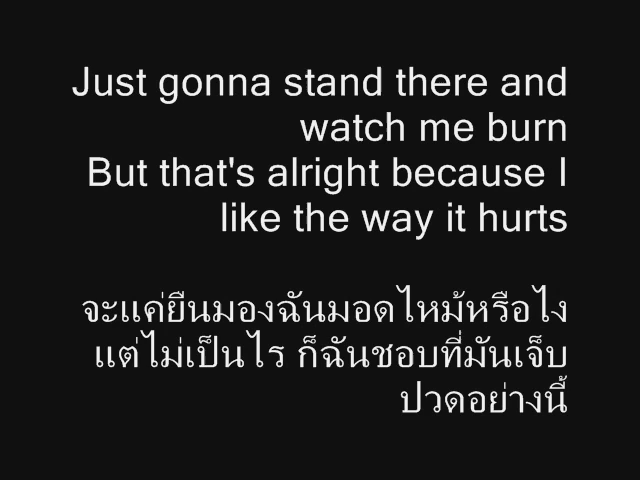 Just gonna stand there and
watch me burn
But that's alright because I
like the way it hurts
จะแค่ยืนมองฉันมอดไหม้หรือไง
แต่ไม่เป็นไร ก็ฉันชอบที่มันเจ็บ
ปวดอย่างนี้